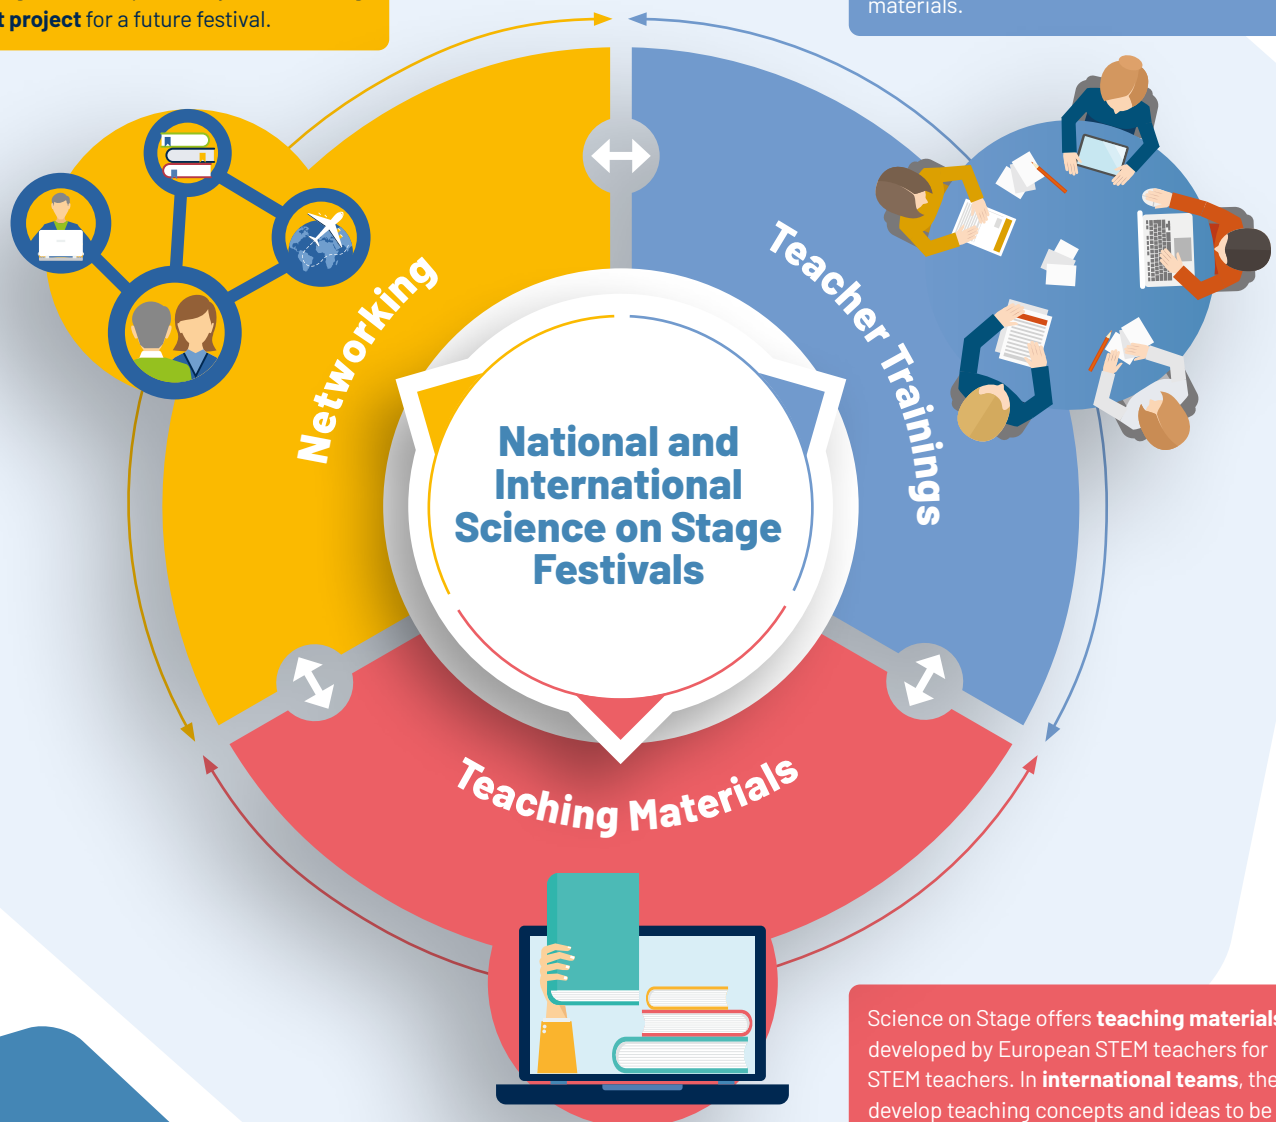 t project for a future festival.
materials.
Networking
Teacher Trainings
National and
International
Science on Stage
Festivals
Teaching Materials
Science on Stage offers teaching materials
developed by European STEM teachers for
STEM teachers. In international teams, the
develop teaching concepts and ideas to be